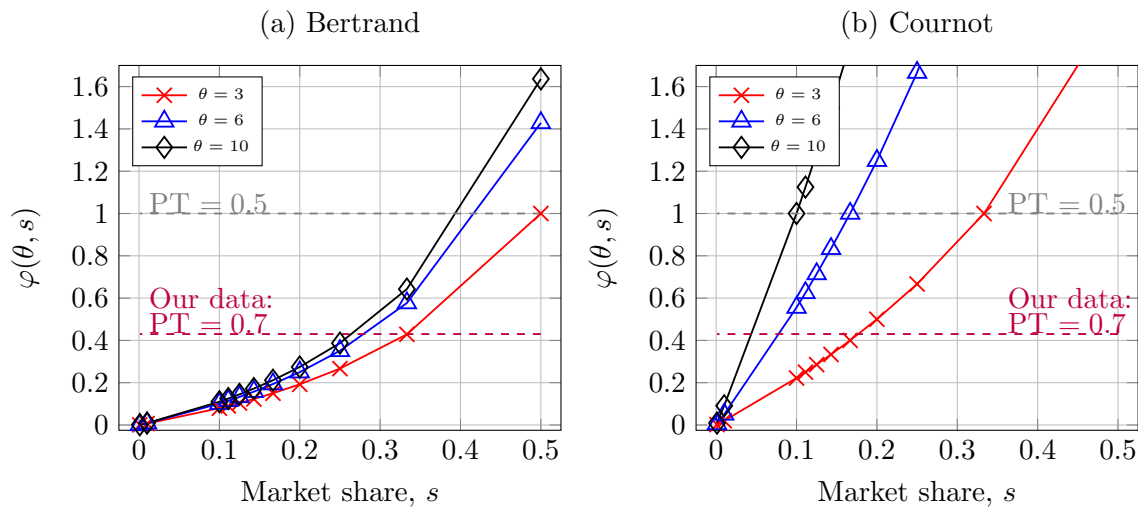 (a) Bertrand
φ(θ, s)
1.6
1.4
1.2
1
0.8
0.6
0.4
0.2
0
θ = 3
θ = 6
θ = 10
PT = 0.5
Our data:
PT = 0.7
0 0.1 0.2 0.3 0.4 0.5
Market share, s
(b) Cournot
φ(θ, s)
1.6
1.4
1.2
1
0.8
0.6
0.4
0.2
0
θ = 3
θ = 6
θ = 10
PT = 0.5
Our data:
PT = 0.7
0 0.1 0.2 0.3 0.4 0.5
Market share, s